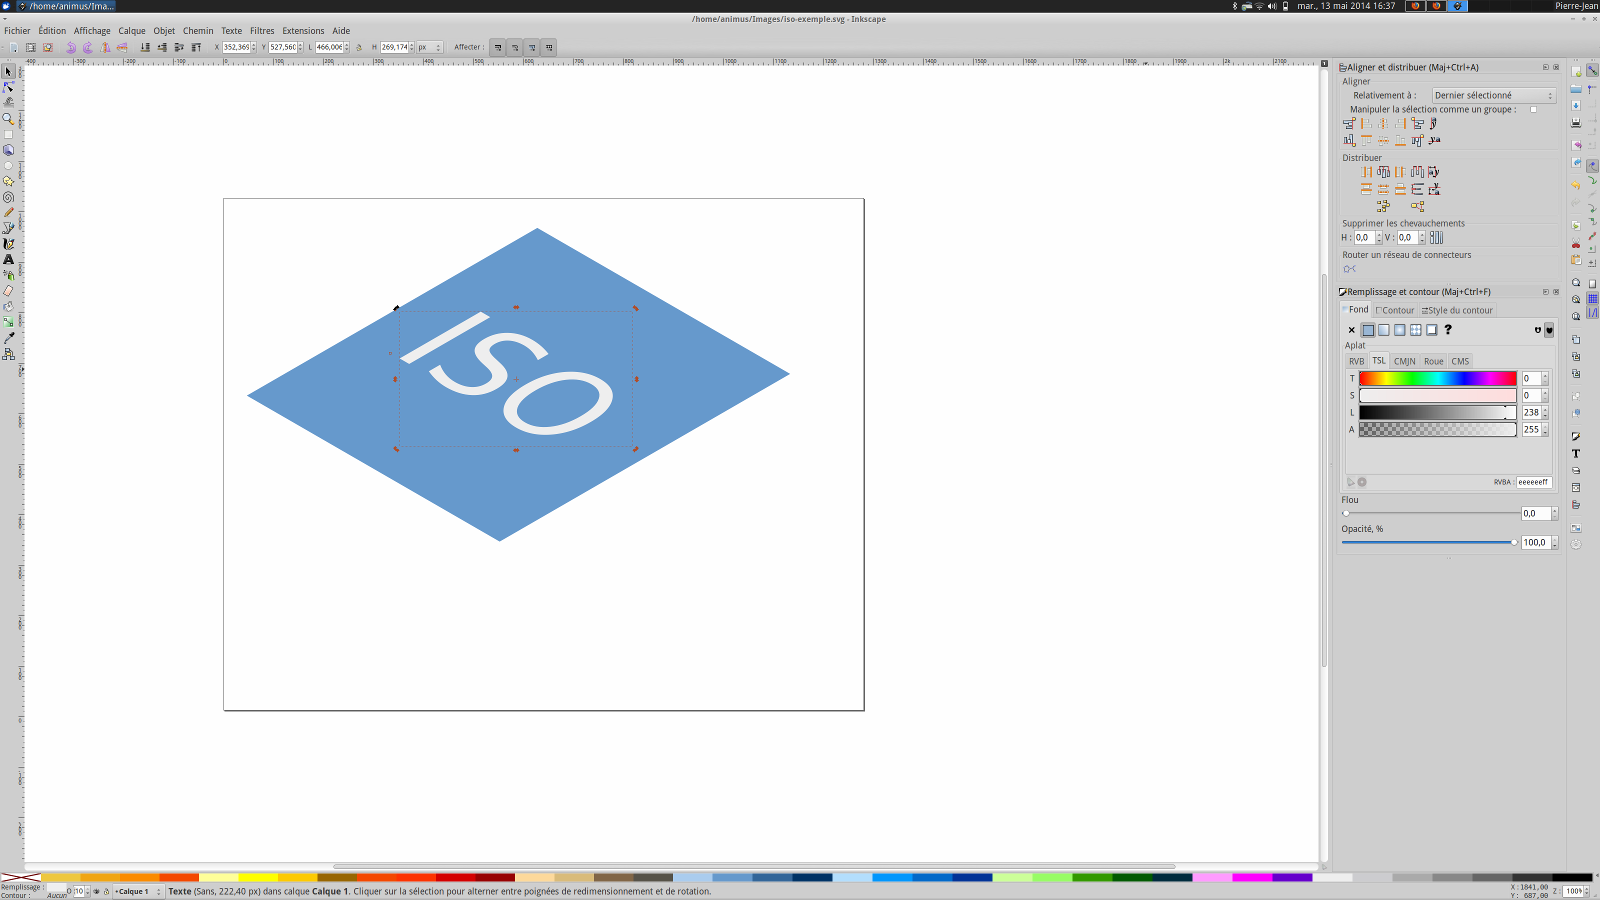 /home/animus/Ima...
mar., 13 mai 2014 16:37
Pierre-Jean
/home/animus/Images/iso-exemple.svg - Inkscape
Fichier Édition Affichage Calque Objet Chemin Texte Filtres Extensions Aide
X 352,369 Y 527,560 L 466,006 H 269,174 px Affecter :
Aligner et distribuer (Maj+Ctrl+A)
Aligner
Relativement à : Dernier sélectionné
Manipuler la sélection comme un groupe :
Distribuer
Supprimer les chevauchements
H : 0,0 V : 0,0
Router un réseau de connecteurs
Remplissage et contour (Maj+Ctrl+F)
Fond Contour Style du contour
Aplat
RVB TSL CMJN Roue CMS
T 0
S 0
L 238
A 255
RVBA : eeeeeeff
Flou
0,0
Opacité, %
100,0
ISO
Remplissage :
Contour : Aucun
Calque 1
Texte (Sans, 222,40 px) dans calque Calque 1. Cliquer sur la sélection pour alterner entre poignées de redimensionnement et de rotation.
X :1841,00
Y : 687,00
Z : 100%